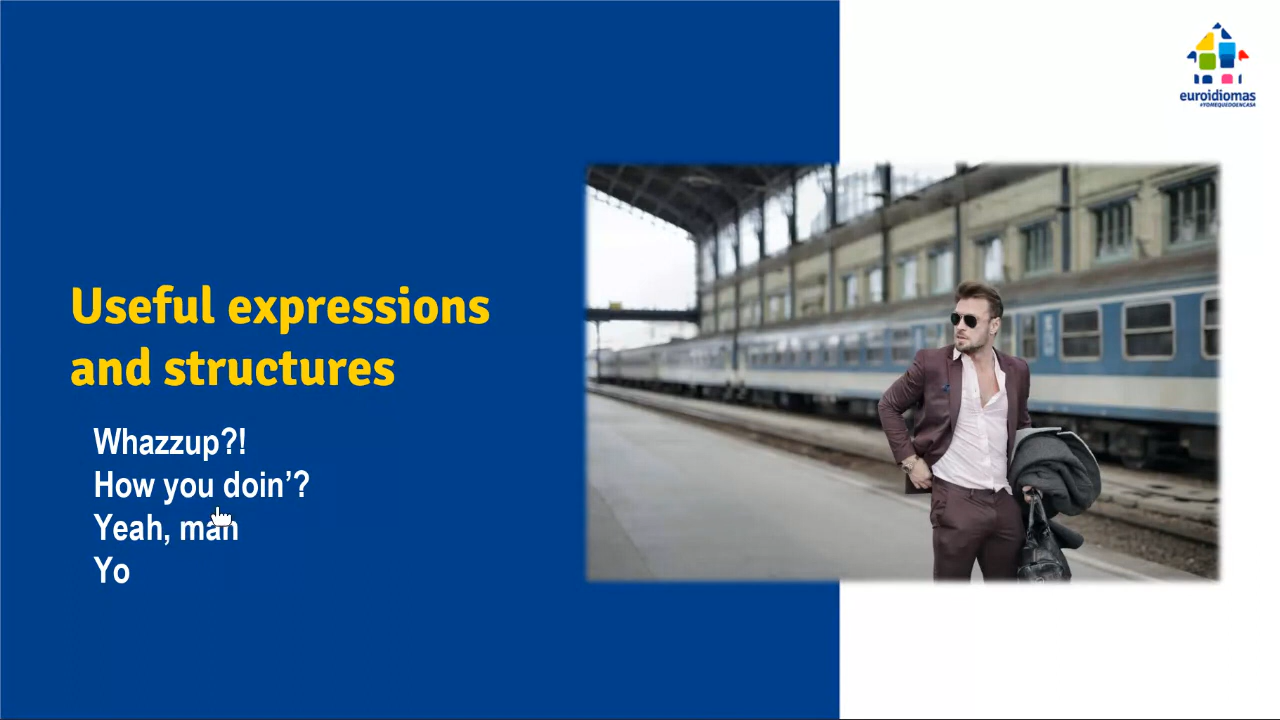 euroidiomas
#YOMEQUEDOENCASA
Useful expressions
and structures
Whazzup?!
How you doin’?
Yeah, man
Yo